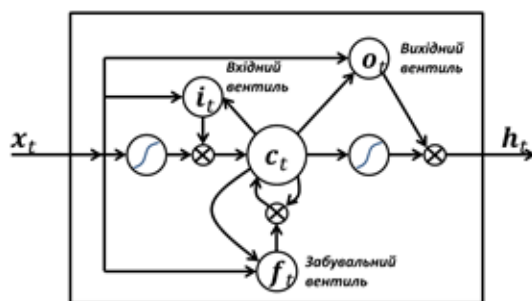 Вхідний
вентиль
Вихідний
вентиль
o_t
i_t
x_t
c_t
h_t
f_t
Забувальний
вентиль